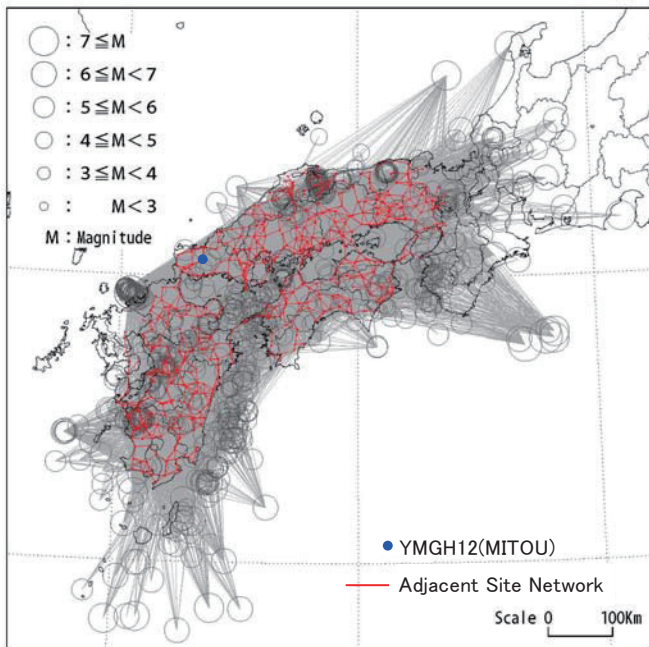 : 7≦M
: 6≦M<7
: 5≦M<6
: 4≦M<5
: 3≦M<4
: M<3
M：Magnitude
YMGH12(MITOU)
Adjacent Site Network
Scale 0 100Km